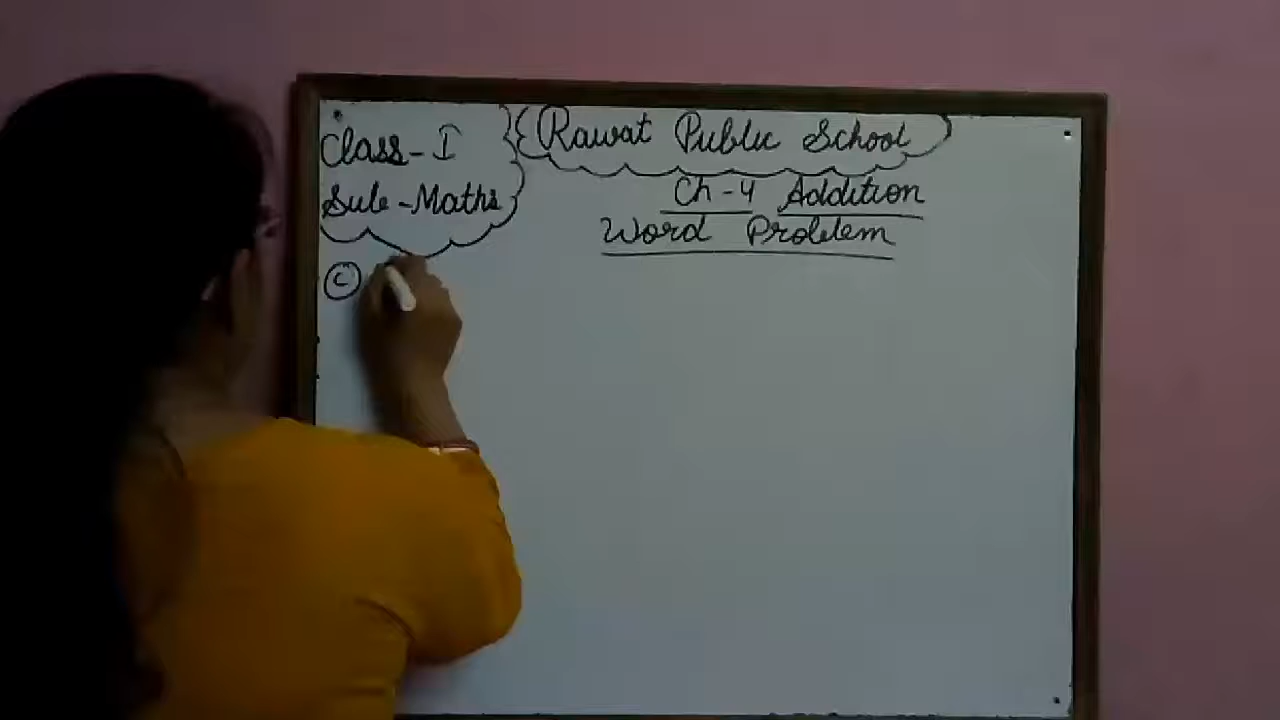 Class-I
Sub-Maths
Rawat Public School
Ch-4 Addition
Word Problem
C